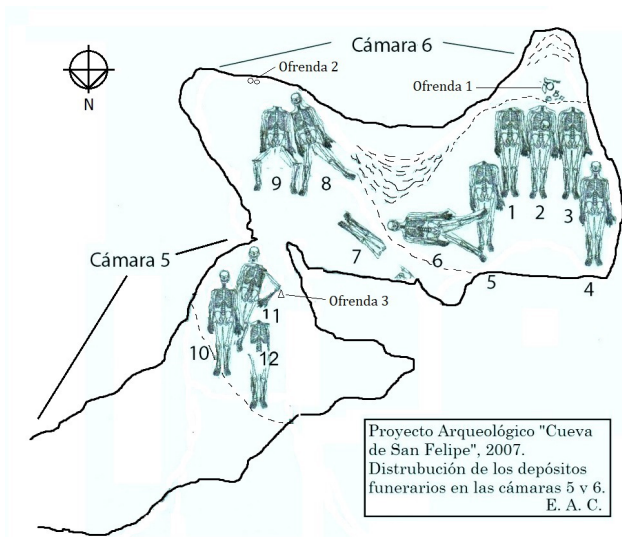 Cámara 6
Ofrenda 2
Ofrenda 1
N
9
8
1
2
3
7
6
5
4
Cámara 5
Ofrenda 3
11
10
12
Proyecto Arqueológico "Cueva
de San Felipe", 2007.
Distrubución de los depósitos
funerarios en las cámaras 5 y 6.
E. A. C.